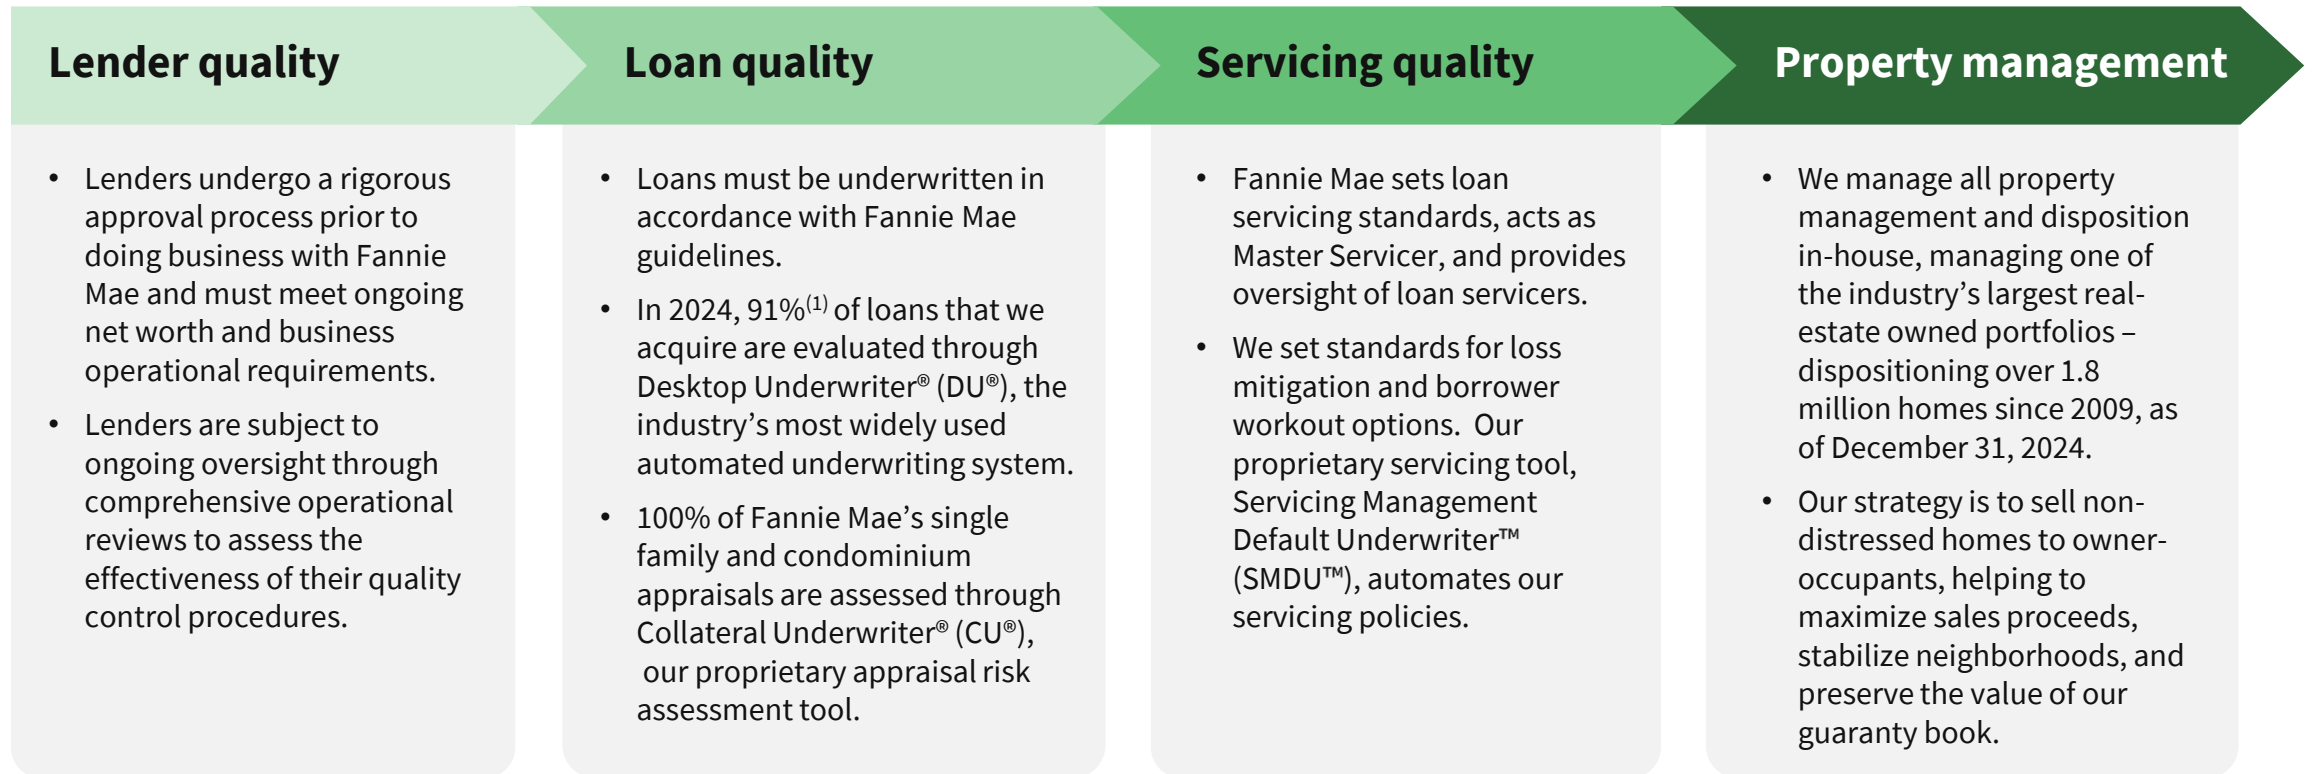 Lender quality
• Lenders undergo a rigorous
approval process prior to
doing business with Fannie
Mae and must meet ongoing
net worth and business
operational requirements.
• Lenders are subject to
ongoing oversight through
comprehensive operational
reviews to assess the
effectiveness of their quality
control procedures.
Loan quality
• Loans must be underwritten in
accordance with Fannie Mae
guidelines.
• In 2024, 91%(1) of loans that we
acquire are evaluated through
Desktop Underwriter® (DU®), the
industry’s most widely used
automated underwriting system.
• 100% of Fannie Mae’s single
family and condominium
appraisals are assessed through
Collateral Underwriter® (CU®),
our proprietary appraisal risk
assessment tool.
Servicing quality
• Fannie Mae sets loan
servicing standards, acts as
Master Servicer, and provides
oversight of loan servicers.
• We set standards for loss
mitigation and borrower
workout options. Our
proprietary servicing tool,
Servicing Management
Default Underwriter™
(SMDU™), automates our
servicing policies.
Property management
• We manage all property
management and disposition
in-house, managing one of
the industry’s largest real-
estate owned portfolios –
dispositioning over 1.8
million homes since 2009, as
of December 31, 2024.
• Our strategy is to sell non-
distressed homes to owner-
occupants, helping to
maximize sales proceeds,
stabilize neighborhoods, and
preserve the value of our
guaranty book.